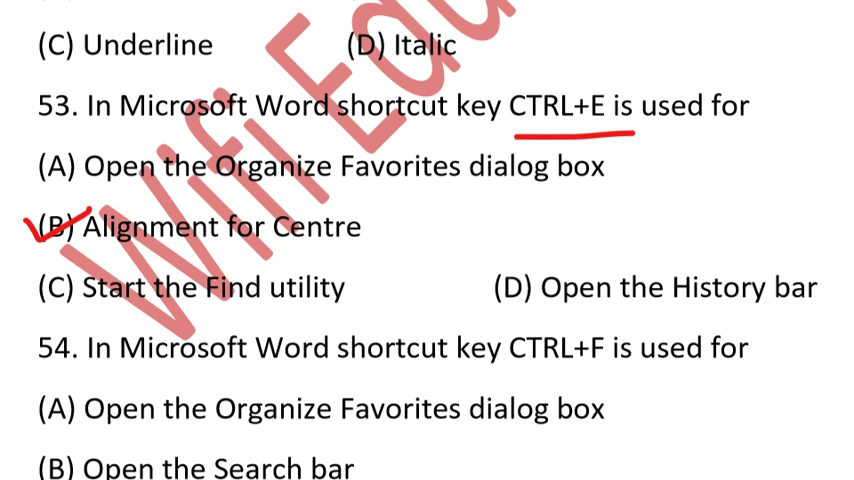 (C) Underline (D) Italic
53. In Microsoft Word shortcut key CTRL+E is used for
(A) Open the Organize Favorites dialog box
(B) Alignment for Centre
(C) Start the Find utility (D) Open the History bar
54. In Microsoft Word shortcut key CTRL+F is used for
(A) Open the Organize Favorites dialog box
(B) Open the Search bar
Wifi Edu